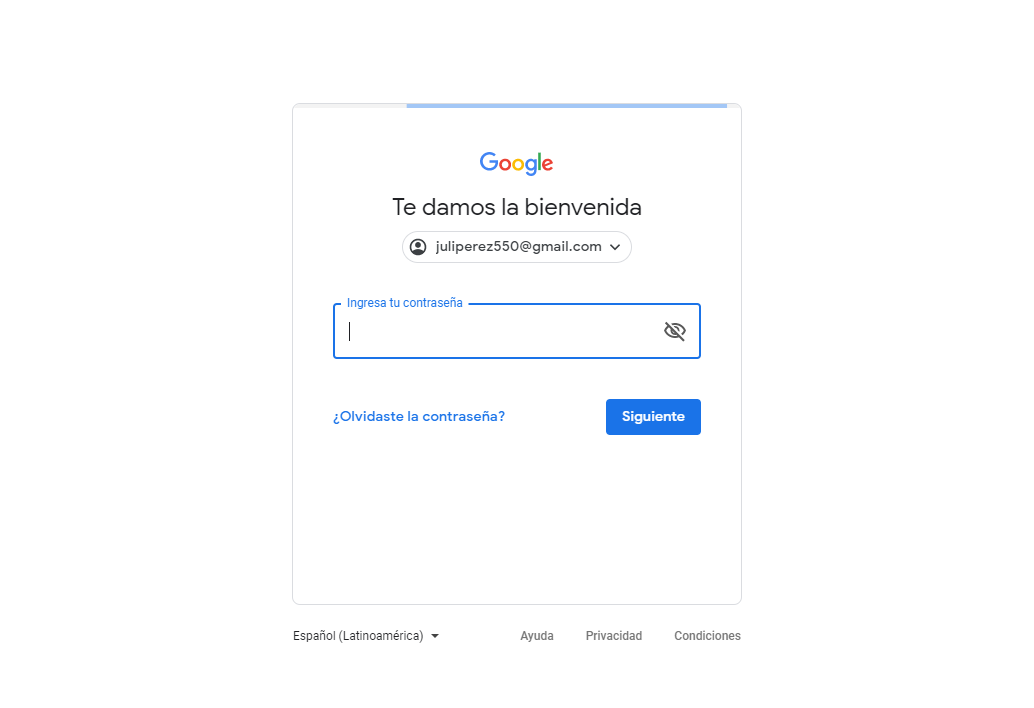 Google
Te damos la bienvenida
juliperez550@gmail.com
Ingresa tu contraseña
¿Olvidaste la contraseña?
Siguiente
Español (Latinoamérica)
Ayuda
Privacidad
Condiciones